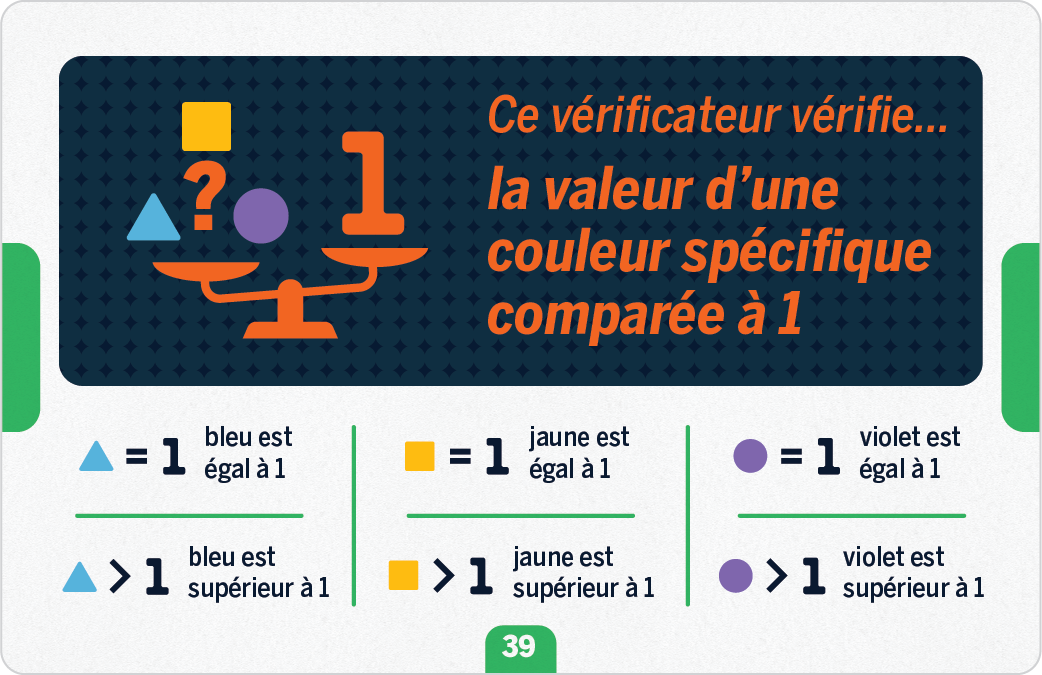 ?
1
Ce vérificateur vérifie...
la valeur d’une
couleur spécifique
comparée à 1
= 1 bleu est
égal à 1
= 1 jaune est
égal à 1
= 1 violet est
égal à 1
> 1 bleu est
supérieur à 1
> 1 jaune est
supérieur à 1
> 1 violet est
supérieur à 1
39